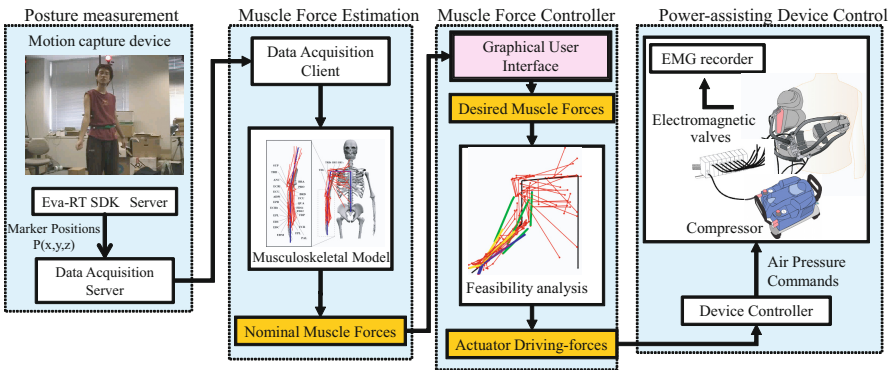 Posture measurement
Motion capture device
Eva-RT SDK Server
Marker Positions
P(x,y,z)
Data Acquisition
Server
Muscle Force Estimation
Data Acquisition
Client
Musculoskeletal Model
Nominal Muscle Forces
Muscle Force Controller
Graphical User
Interface
Desired Muscle Forces
Feasibility analysis
Actuator Driving-forces
Power-assisting Device Control
EMG recorder
Electromagnetic
valves
Compressor
Air Pressure
Commands
Device Controller